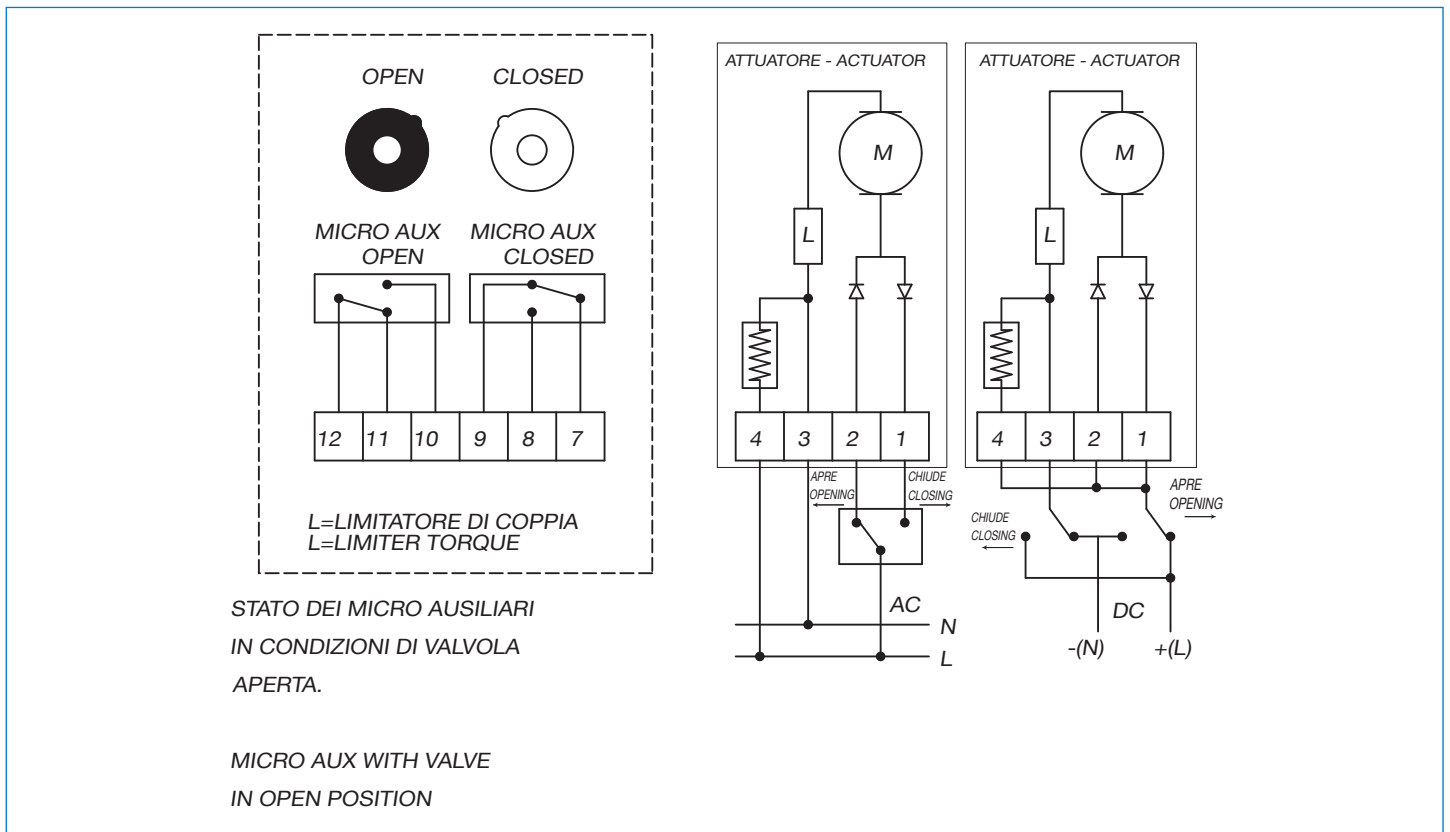 OPEN CLOSED
MICRO AUX
OPEN
MICRO AUX
CLOSED
12 11 10 9 8 7
L=LIMITATORE DI COPPIA
L=LIMITER TORQUE
STATO DEI MICRO AUSILIARI
IN CONDIZIONI DI VALVOLA
APERTA.
MICRO AUX WITH VALVE
IN OPEN POSITION
ATTUATORE - ACTUATOR
M
L
4 3 2 1
APRE
OPENING
CHIUDE
CLOSING
AC
N
L
ATTUATORE - ACTUATOR
M
L
4 3 2 1
APRE
OPENING
CHIUDE
CLOSING
DC
-(N) +(L)